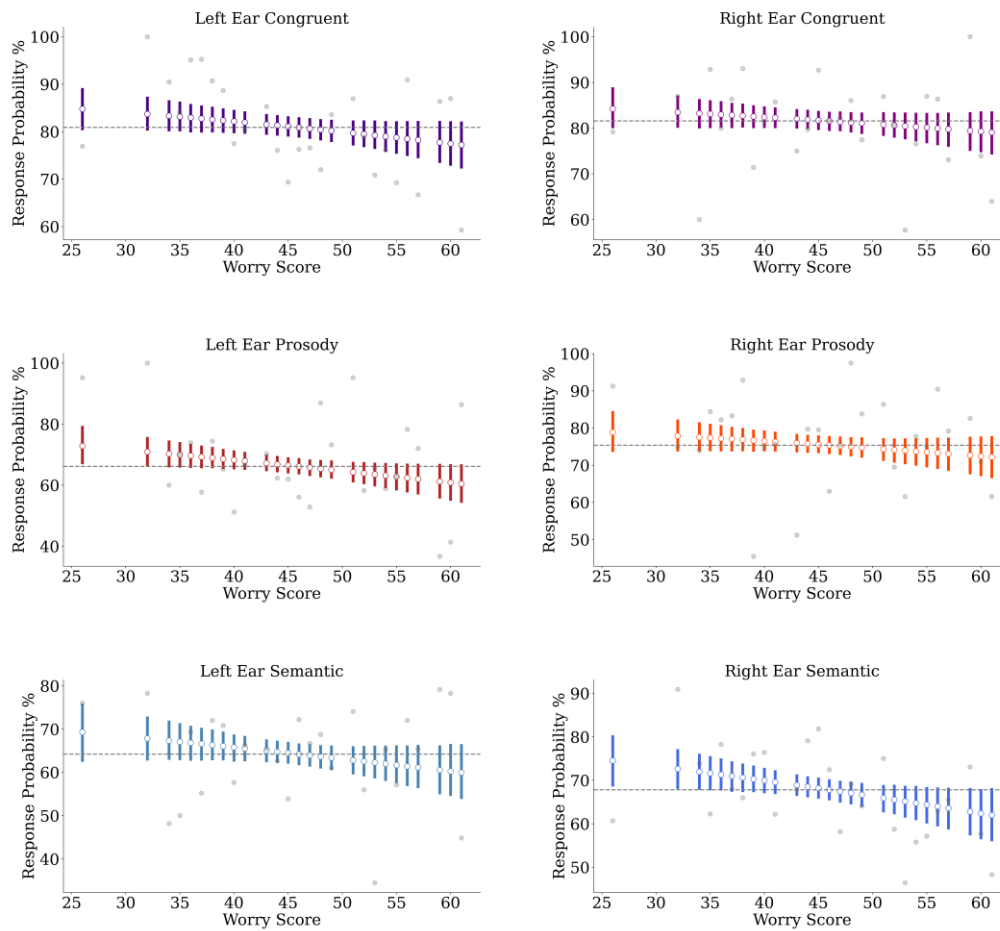 Left Ear Congruent
Response Probability %
100
90
80
70
60
25 30 35 40 45 50 55 60
Worry Score
Right Ear Congruent
Response Probability %
100
90
80
70
60
25 30 35 40 45 50 55 60
Worry Score
Left Ear Prosody
Response Probability %
100
80
60
40
25 30 35 40 45 50 55 60
Worry Score
Right Ear Prosody
Response Probability %
100
90
80
70
60
50
25 30 35 40 45 50 55 60
Worry Score
Left Ear Semantic
Response Probability %
80
70
60
50
40
25 30 35 40 45 50 55 60
Worry Score
Right Ear Semantic
Response Probability %
90
80
70
60
50
25 30 35 40 45 50 55 60
Worry Score